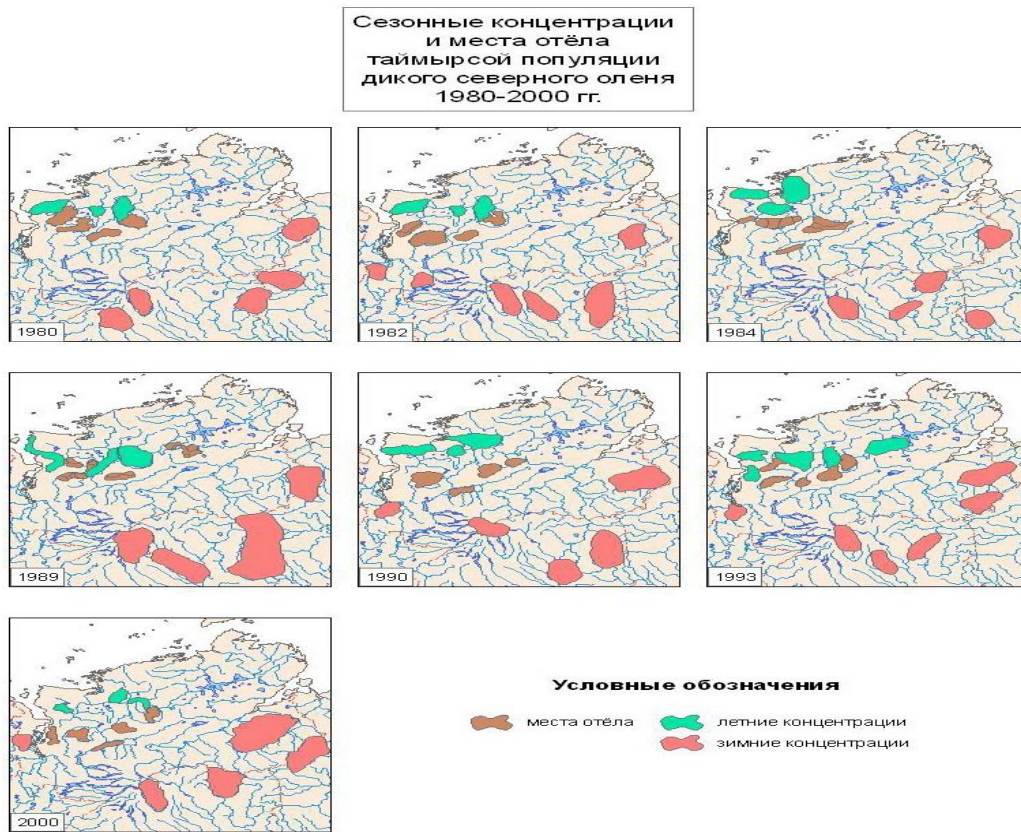 Сезонные концентрации
и места отёла
таймырсой популяции
дикого северного оленя
1980-2000 гг.
1980
1982
1984
1989
1990
1993
2000
Условные обозначения
места отёла
летние концентрации
зимние концентрации